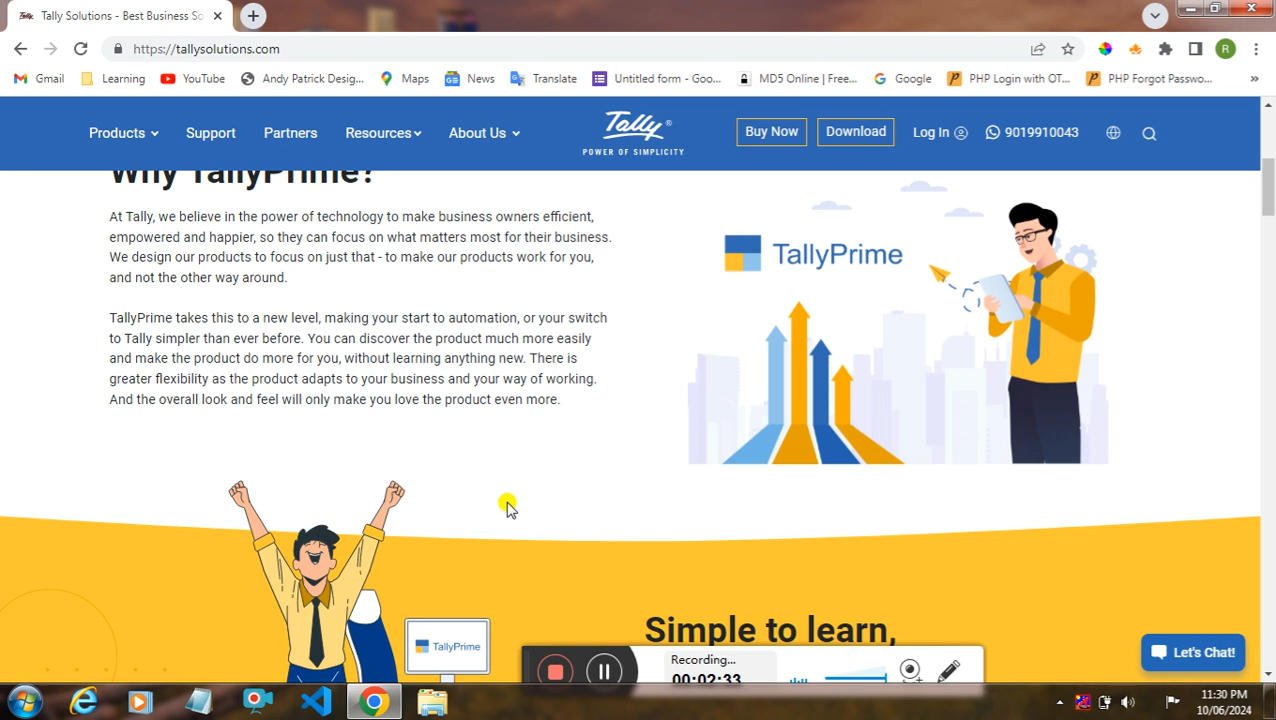 Tally Solutions - Best Business So
https://tallysolutions.com
R
Gmail
Learning
YouTube
Andy Patrick Desig...
Maps
News
Translate
Untitled form - Goo...
MD5 Online | Free...
Google
PHP Login with OT...
PHP Forgot Passwo...
»
Products
Support
Partners
Resources
About Us
Tally®
POWER OF SIMPLICITY
Buy Now
Download
Log In
9019910043
Why TallyPrime?
At Tally, we believe in the power of technology to make business owners efficient,
empowered and happier, so they can focus on what matters most for their business.
We design our products to focus on just that - to make our products work for you,
and not the other way around.
TallyPrime takes this to a new level, making your start to automation, or your switch
to Tally simpler than ever before. You can discover the product much more easily
and make the product do more for you, without learning anything new. There is
greater flexibility as the product adapts to your business and your way of working.
And the overall look and feel will only make you love the product even more.
TallyPrime
TallyPrime
Simple to learn,
Let's Chat!
Recording...
00:02:33
11:30 PM
10/06/2024